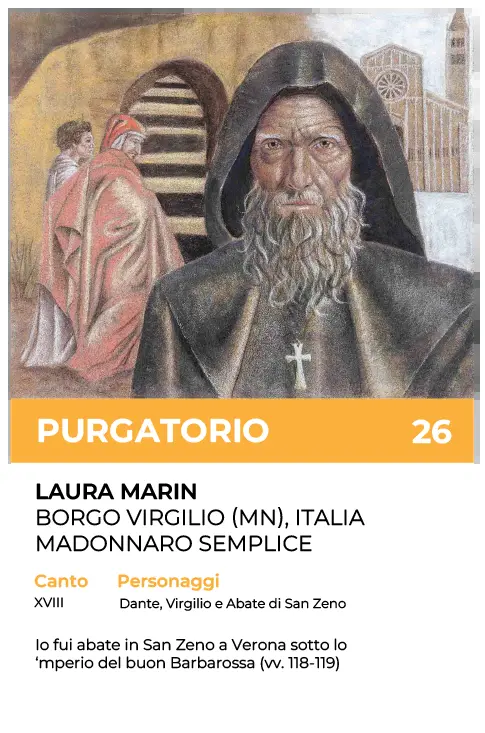 PURGATORIO 26
LAURA MARIN
BORGO VIRGILIO (MN), ITALIA
MADONNARO SEMPLICE
Canto Personaggi
XVIII Dante, Virgilio e Abate di San Zeno
Io fui abate in San Zeno a Verona sotto lo
‘mperio del buon Barbarossa (vv. 118-119)